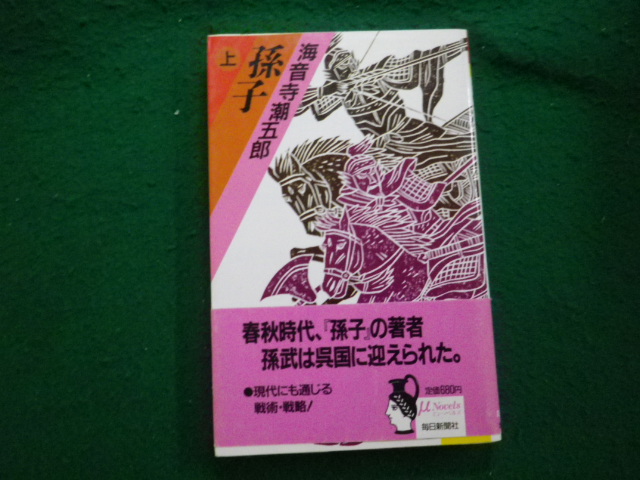 上
孫子
海音寺潮五郎
春秋時代、『孫子』の著者
孫武は呉国に迎えられた。
●現代にも通じる
戦術・戦略!
定価680円
μ Novels
毎日新聞社